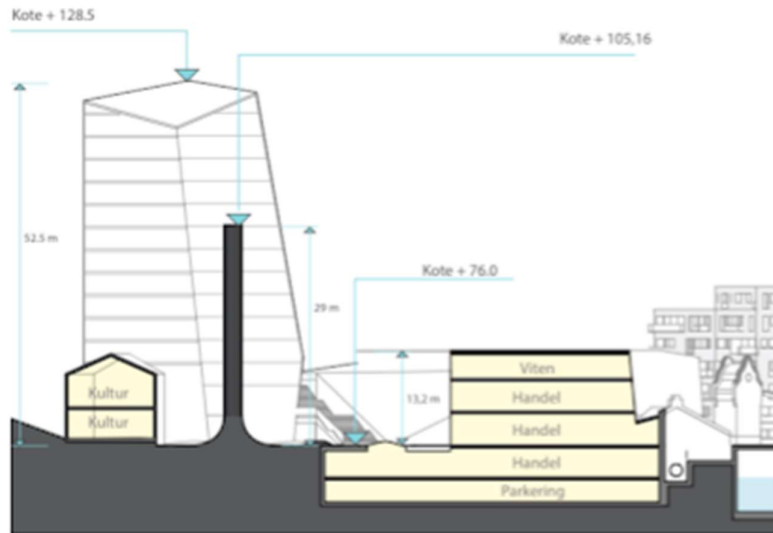 Kote + 128.5
Kote + 105,16
52.5 m
Kote + 76.0
29 m
Viten
Kultur
Handel
13,2 m
Kultur
Handel
Handel
Parkering